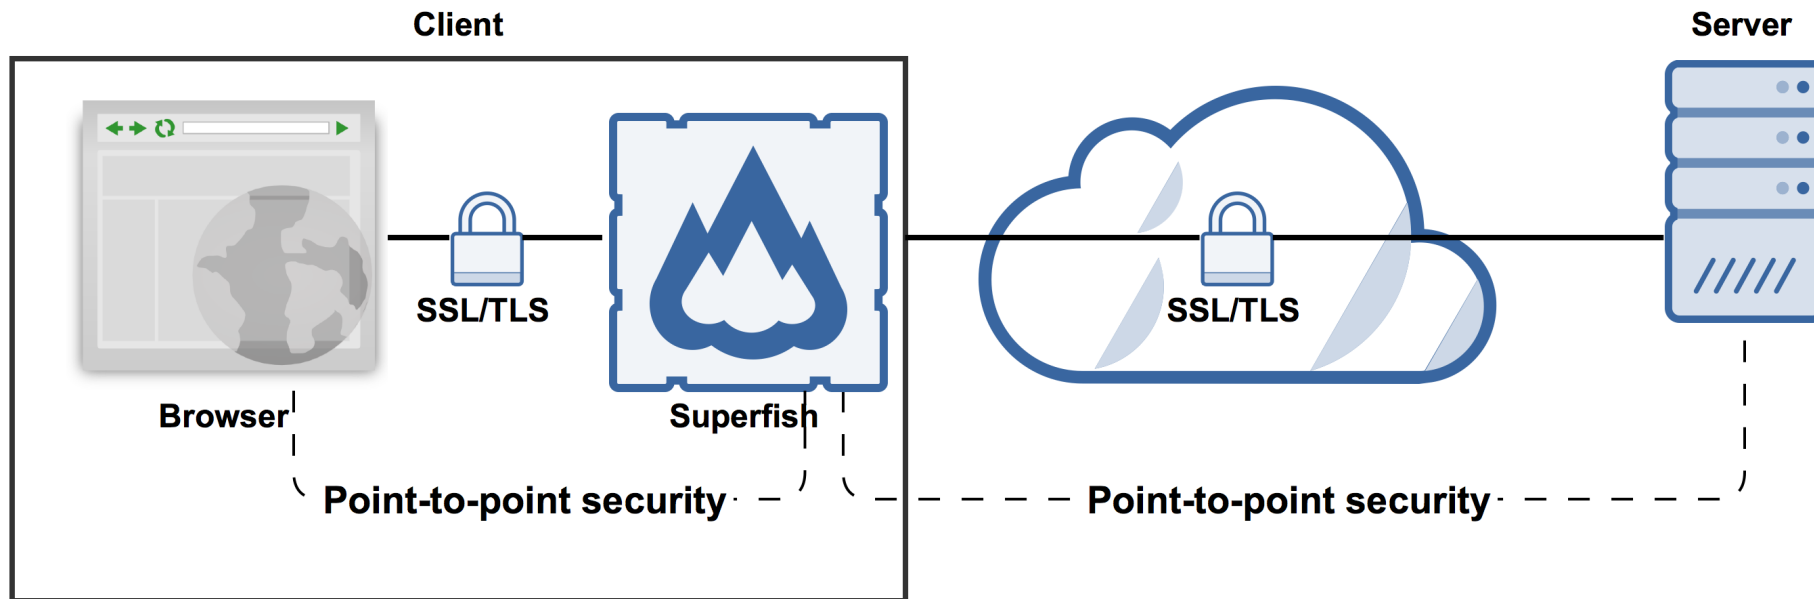 Client
Server
SSL/TLS
SSL/TLS
Browser
Superfish
Point-to-point security
Point-to-point security